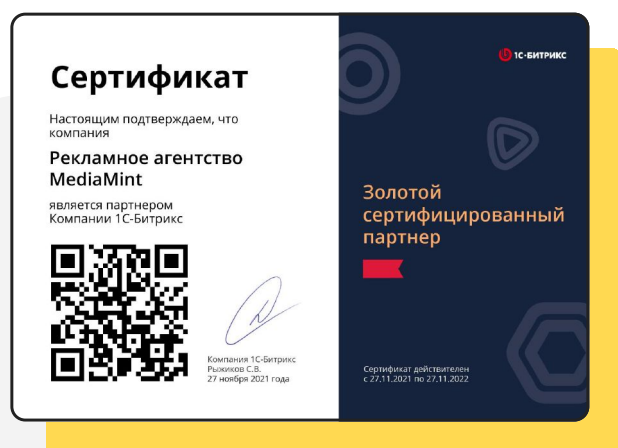 Сертификат
Настоящим подтверждаем, что
компания
Рекламное агентство
MediaMint
является партнером
Компании 1С-Битрикс
Компания 1С-Битрикс
Рыжиков С.В.
27 ноября 2021 года
1С-БИТРИКС
Золотой
сертифицированный
партнер
Сертификат действителен
с 27.11.2021 по 27.11.2022